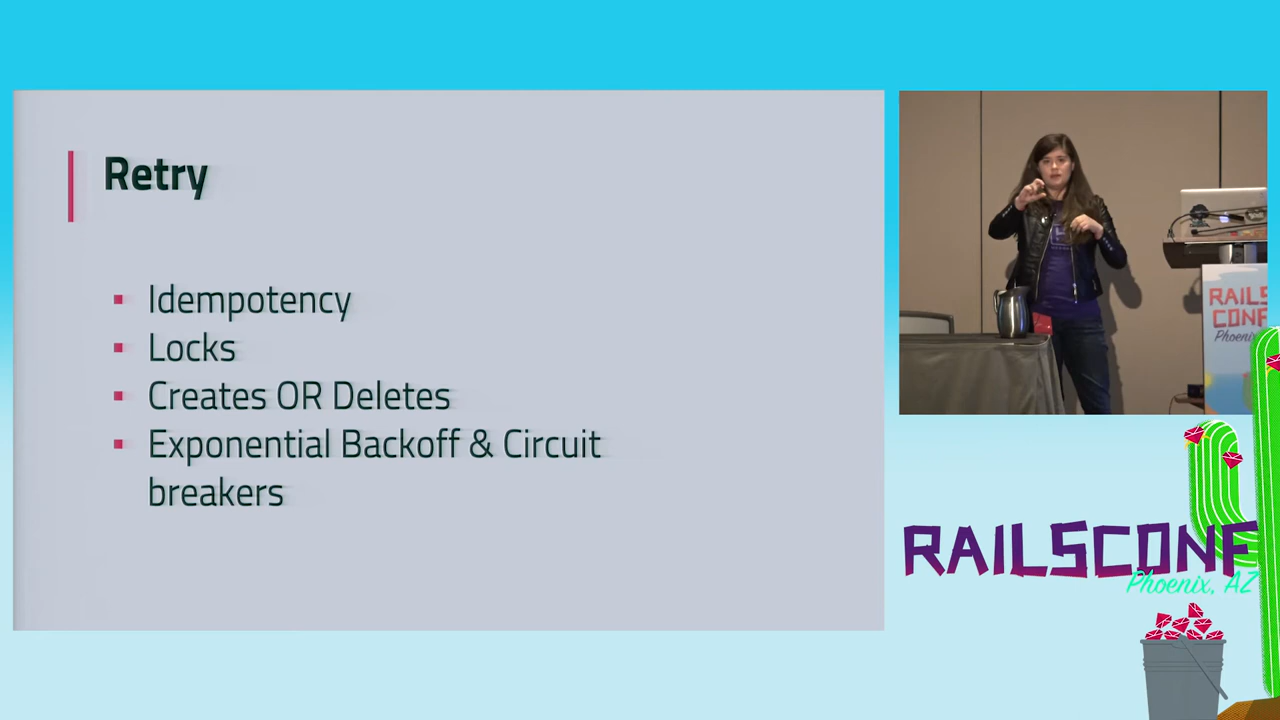 Retry
Idempotency
Locks
Creates OR Deletes
Exponential Backoff & Circuit
breakers
RAILS
CONF
Phoenix
RAILSCONF
Phoenix, AZ